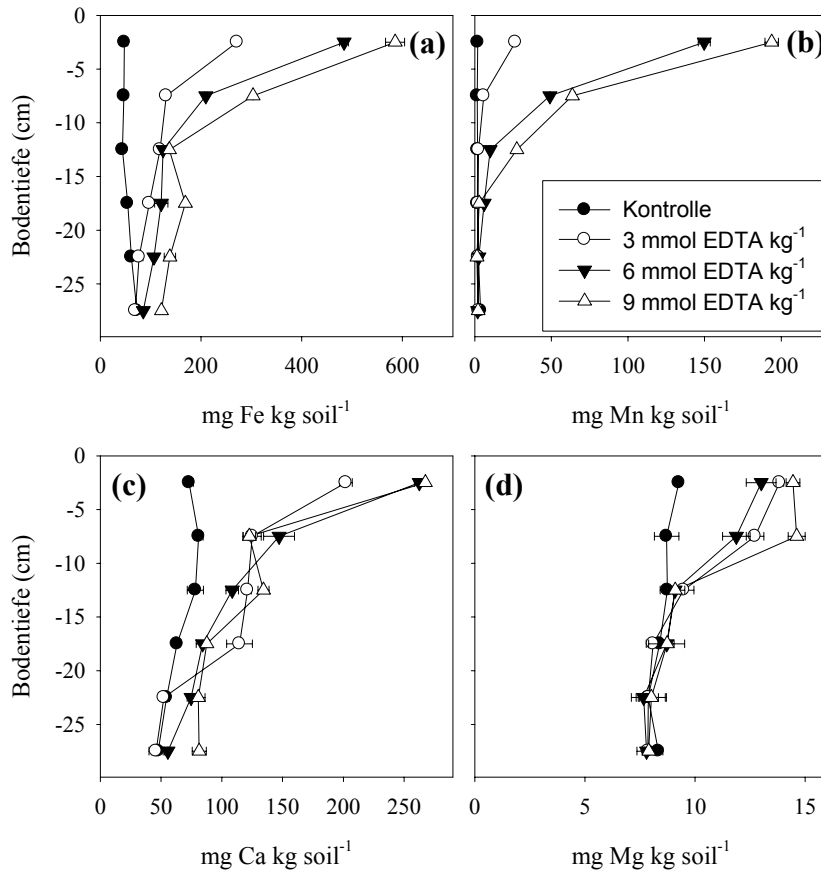 0
-5
-10
-15
-20
-25
Bodentiefe (cm)
(a)
0 200 400 600
mg Fe kg soil⁻¹
(b)
Kontrolle
3 mmol EDTA kg⁻¹
6 mmol EDTA kg⁻¹
9 mmol EDTA kg⁻¹
0 50 100 150 200
mg Mn kg soil⁻¹
0
-5
-10
-15
-20
-25
Bodentiefe (cm)
(c)
0 50 100 150 200 250
mg Ca kg soil⁻¹
(d)
0 5 10 15
mg Mg kg soil⁻¹